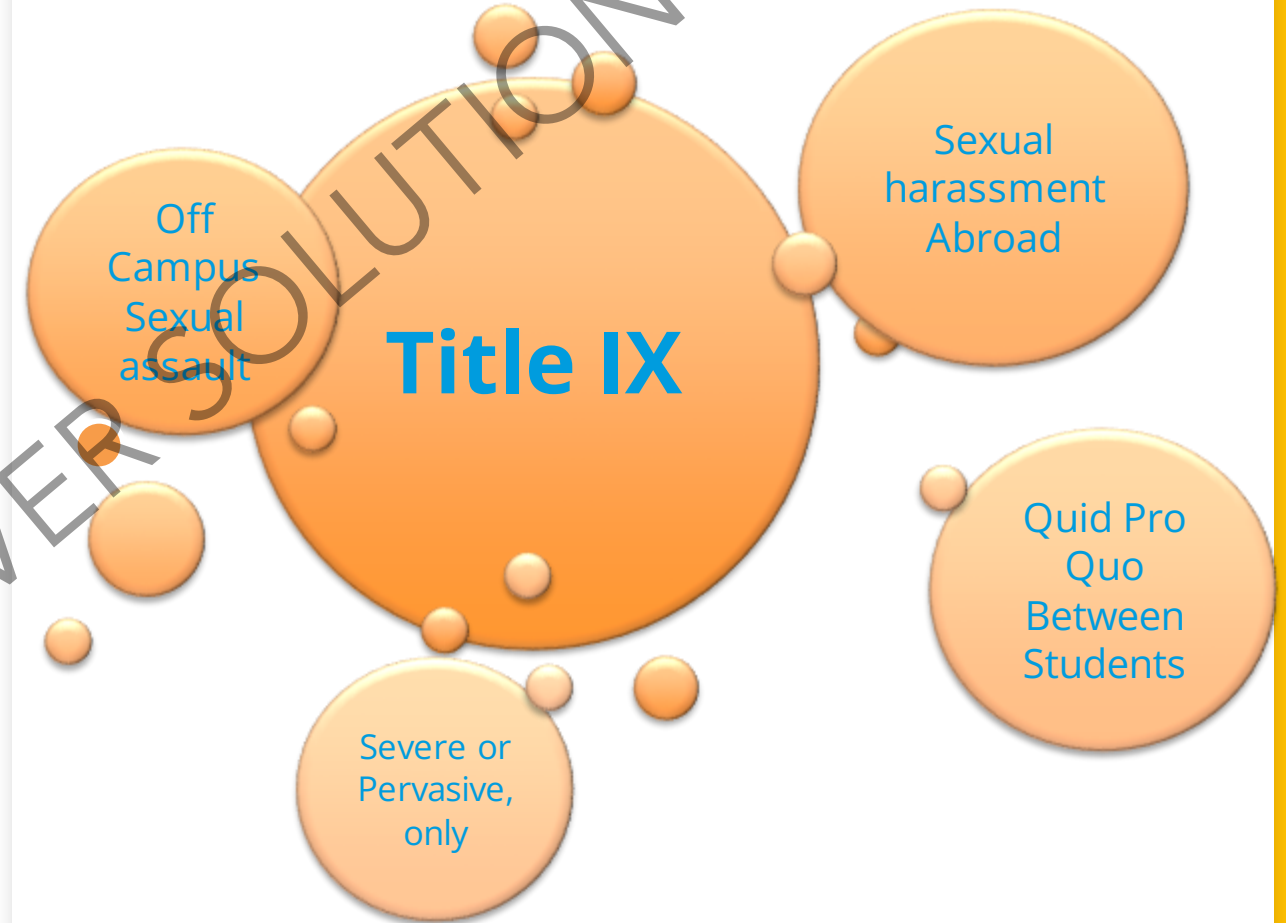 Title IX
Off
Campus
Sexual
assault
Sexual
harassment
Abroad
Quid Pro
Quo
Between
Students
Severe or
Pervasive,
only
VER SOLUTION